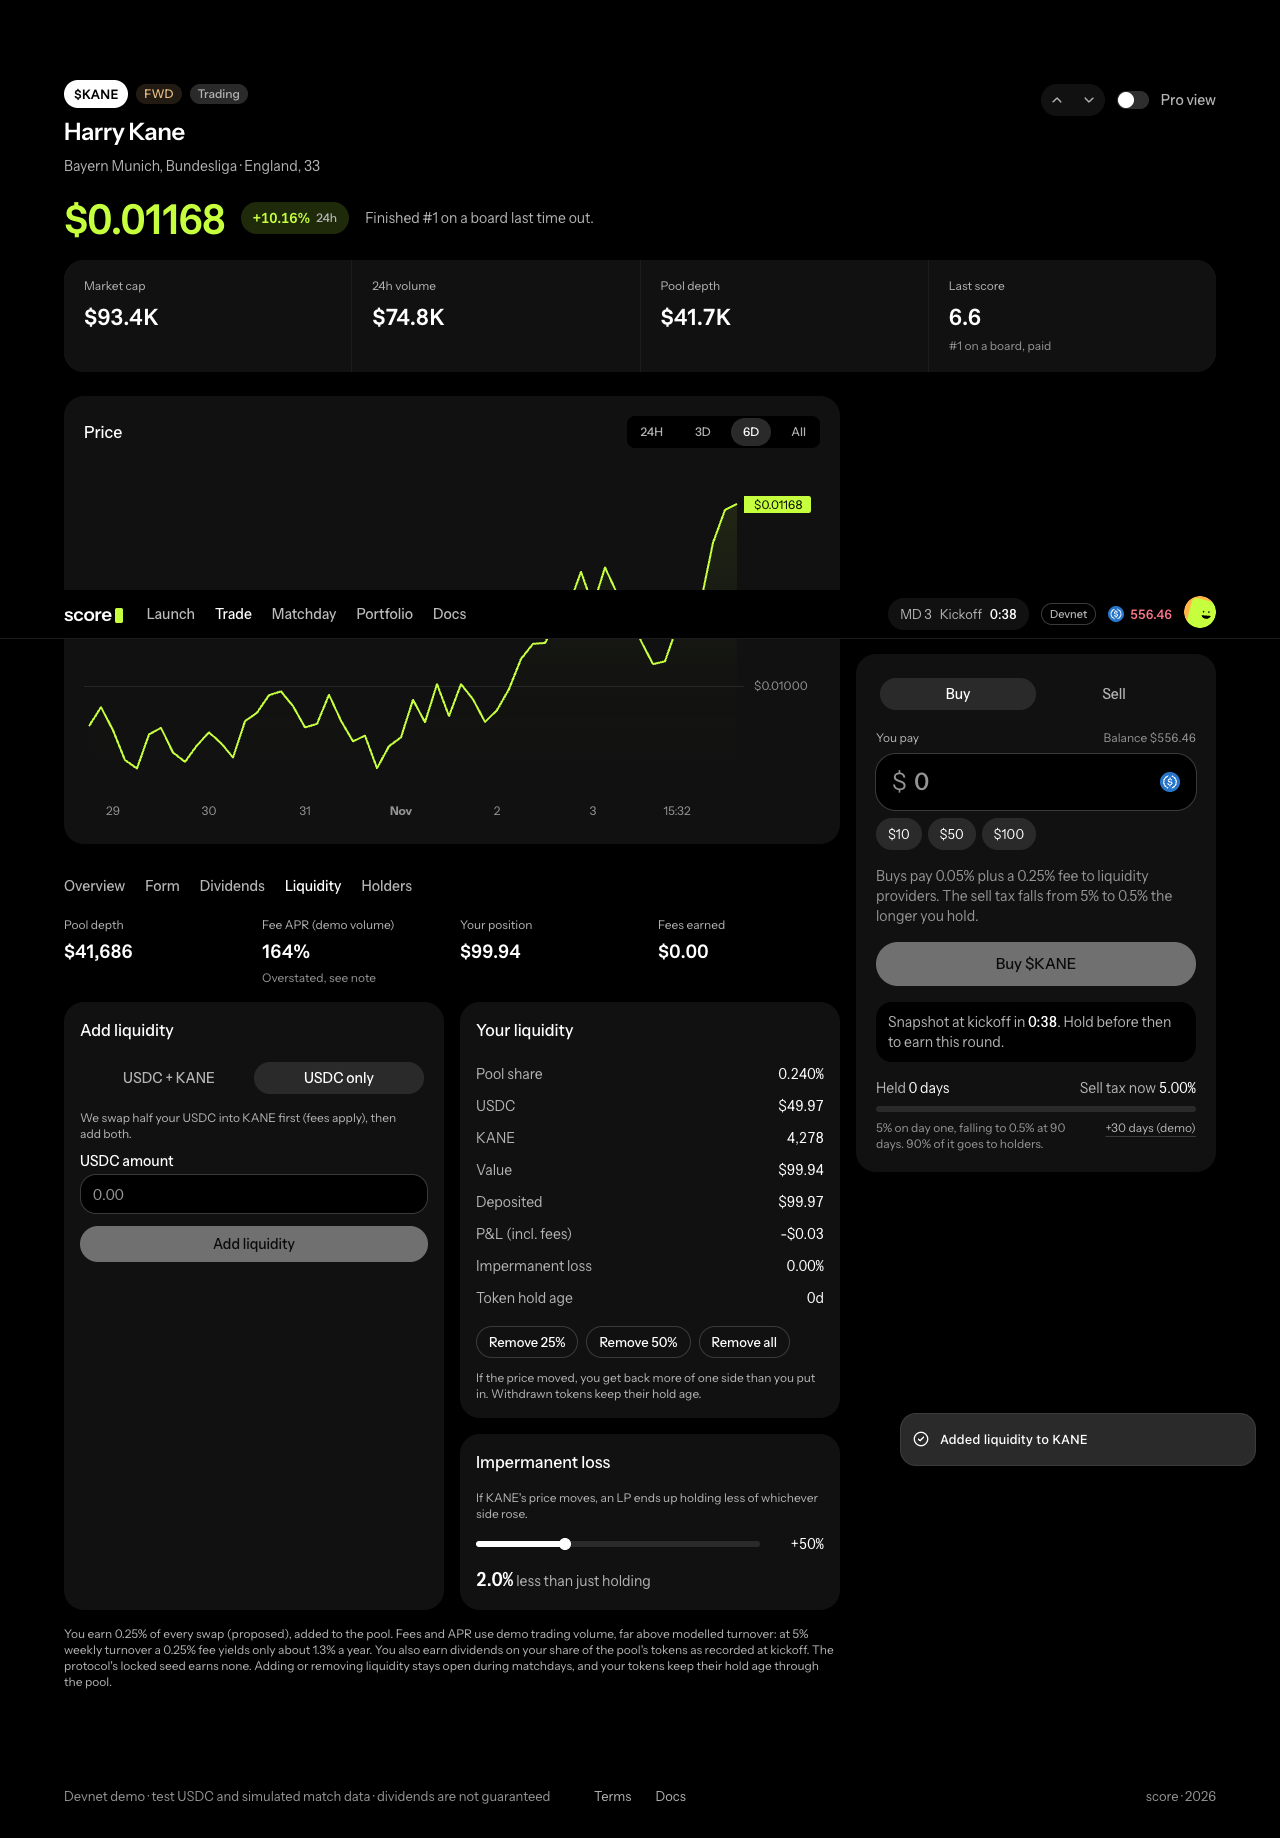 $KANE FWD Trading
Pro view
Harry Kane
Bayern Munich, Bundesliga · England, 33
$0.01168 +10.16% 24h Finished #1 on a board last time out.
Market cap
$93.4K
24h volume
$74.8K
Pool depth
$41.7K
Last score
6.6
#1 on a board, paid
Price
24H 3D 6D All
$0.01168
score Launch Trade Matchday Portfolio Docs
MD 3 Kickoff 0:38 Devnet 556.46
$0.01000
29 30 31 Nov 2 3 15:32
Buy Sell
You pay Balance $556.46
$ 0
$10 $50 $100
Buys pay 0.05% plus a 0.25% fee to liquidity
providers. The sell tax falls from 5% to 0.5% the
longer you hold.
Buy $KANE
Snapshot at kickoff in 0:38. Hold before then
to earn this round.
Held 0 days Sell tax now 5.00%
5% on day one, falling to 0.5% at 90
days. 90% of it goes to holders.
+30 days (demo)
Overview Form Dividends Liquidity Holders
Pool depth
$41,686
Fee APR (demo volume)
164%
Overstated, see note
Your position
$99.94
Fees earned
$0.00
Add liquidity
USDC + KANE USDC only
We swap half your USDC into KANE first (fees apply), then
add both.
USDC amount
0.00
Add liquidity
Your liquidity
Pool share 0.240%
USDC $49.97
KANE 4,278
Value $99.94
Deposited $99.97
P&L (incl. fees) -$0.03
Impermanent loss 0.00%
Token hold age 0d
Remove 25% Remove 50% Remove all
If the price moved, you get back more of one side than you put
in. Withdrawn tokens keep their hold age.
Added liquidity to KANE
Impermanent loss
If KANE's price moves, an LP ends up holding less of whichever
side rose.
+50%
2.0% less than just holding
You earn 0.25% of every swap (proposed), added to the pool. Fees and APR use demo trading volume, far above modelled turnover: at 5%
weekly turnover a 0.25% fee yields only about 1.3% a year. You also earn dividends on your share of the pool's tokens as recorded at kickoff. The
protocol's locked seed earns none. Adding or removing liquidity stays open during matchdays, and your tokens keep their hold age through
the pool.
Devnet demo · test USDC and simulated match data · dividends are not guaranteed Terms Docs score · 2026